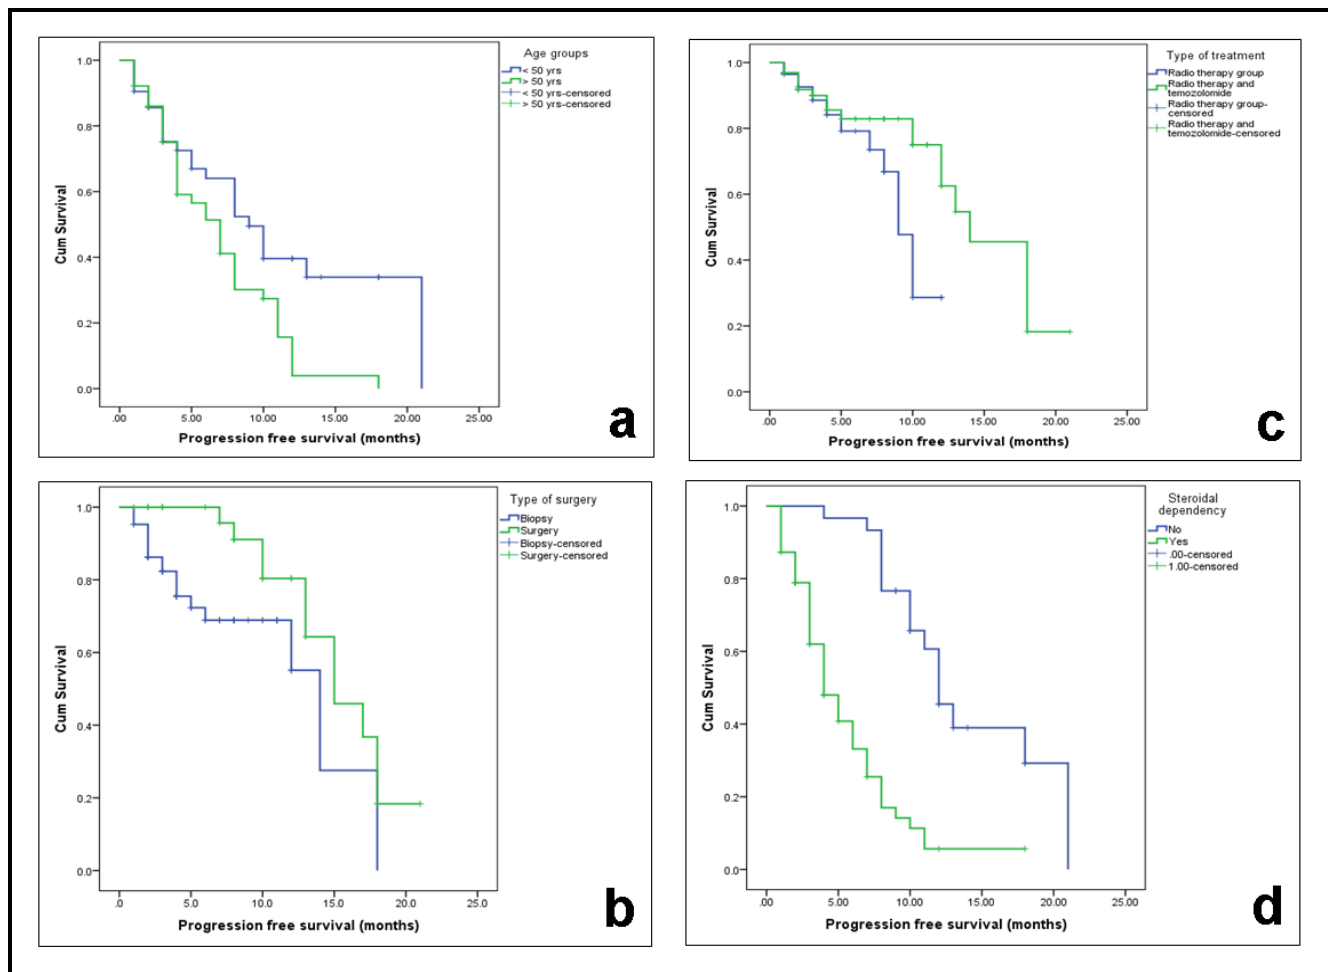 Age groups
< 50 yrs
> 50 yrs
< 50 yrs-censored
> 50 yrs-censored
1.0
0.8
0.6
0.4
0.2
0.0
Cum Survival
.00 5.00 10.00 15.00 20.00 25.00
Progression free survival (months)
a
Type of surgery
Biopsy
Surgery
Biopsy-censored
Surgery-censored
1.0
0.8
0.6
0.4
0.2
0.0
Cum Survival
.0 5.0 10.0 15.0 20.0 25.0
Progression free survival (months)
b
Type of treatment
Radio therapy group
Radio therapy and
temozolomide
Radio therapy group-
censored
Radio therapy and
temozolomide-censored
1.0
0.8
0.6
0.4
0.2
0.0
Cum Survival
.00 5.00 10.00 15.00 20.00 25.00
Progression free survival (months)
c
Steroidal
dependency
No
Yes
.00-censored
1.00-censored
1.0
0.8
0.6
0.4
0.2
0.0
Cum Survival
.00 5.00 10.00 15.00 20.00 25.00
Progression free survival (months)
d